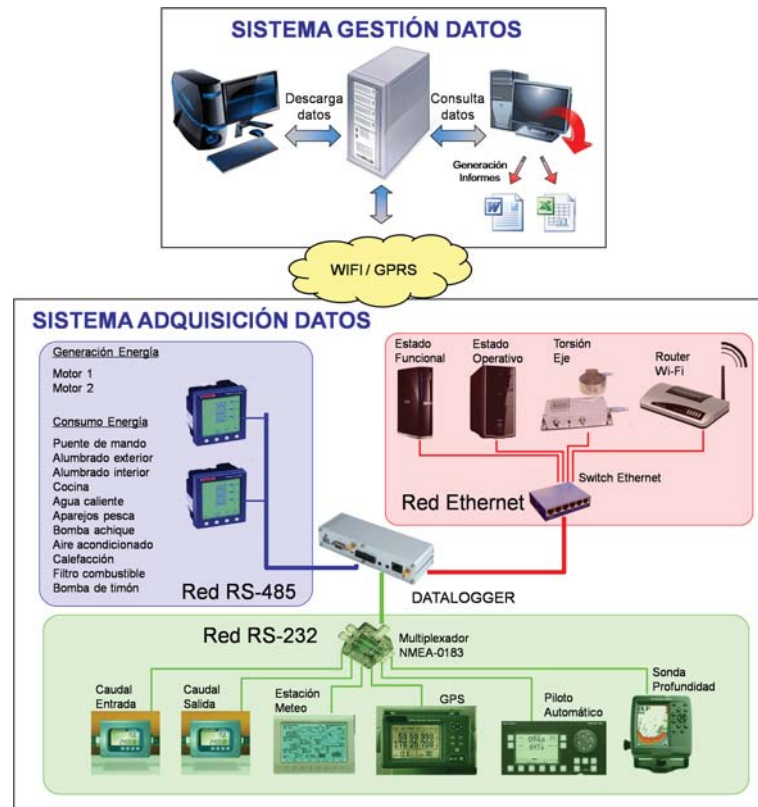 SISTEMA GESTIÓN DATOS
Descarga
datos
Consulta
datos
Generación
Informes
WIFI / GPRS
SISTEMA ADQUISICIÓN DATOS
Generación Energía
Motor 1
Motor 2
Consumo Energía
Puente de mando
Alumbrado exterior
Alumbrado interior
Cocina
Agua caliente
Aparejos pesca
Bomba achique
Aire acondicionado
Calefacción
Filtro combustible
Bomba de timón
Red RS-485
Estado
Funcional
Estado
Operativo
Torsión
Eje
Router
Wi-Fi
Switch Ethernet
Red Ethernet
DATALOGGER
Red RS-232
Multiplexador
NMEA-0183
Caudal
Entrada
Caudal
Salida
Estación
Meteo
GPS
Piloto
Automático
Sonda
Profundidad